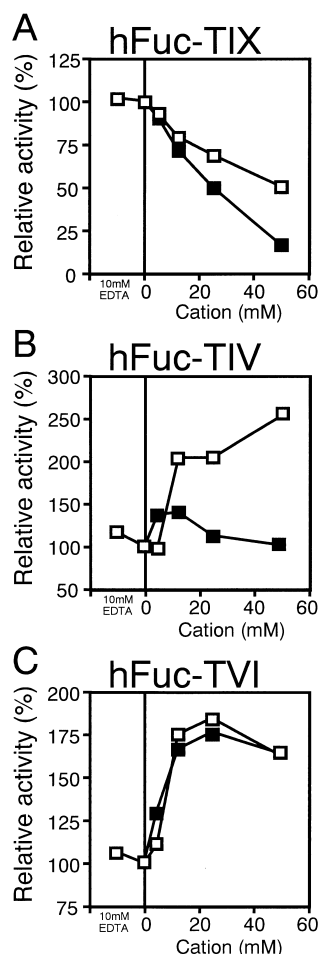 A
hFuc-TIX
Relative activity (%)
125
100
75
50
25
0
10mM
EDTA
0 20 40 60
Cation (mM)
B
hFuc-TIV
Relative activity (%)
300
250
200
150
100
50
10mM
EDTA
0 20 40 60
Cation (mM)
C
hFuc-TVI
Relative activity (%)
200
175
150
125
100
75
10mM
EDTA
0 20 40 60
Cation (mM)